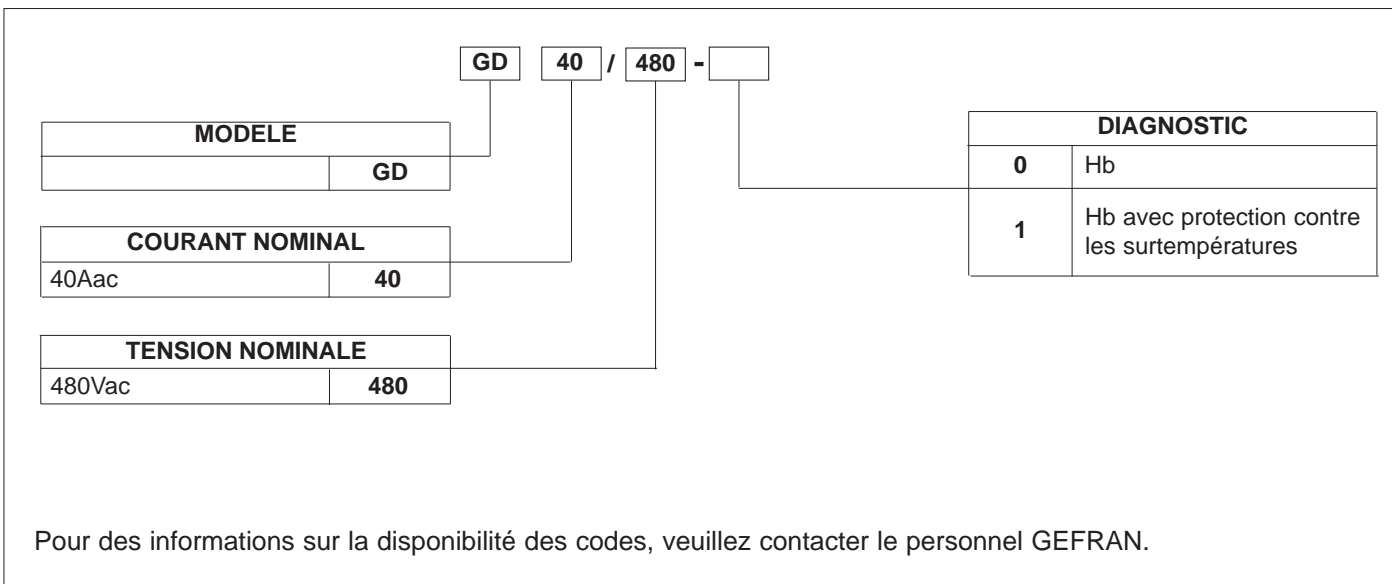 GD 40 / 480 -
MODELE
GD
COURANT NOMINAL
40Aac 40
TENSION NOMINALE
480Vac 480
DIAGNOSTIC
0 Hb
1 Hb avec protection contre
les surtempératures
Pour des informations sur la disponibilité des codes, veuillez contacter le personnel GEFRAN.